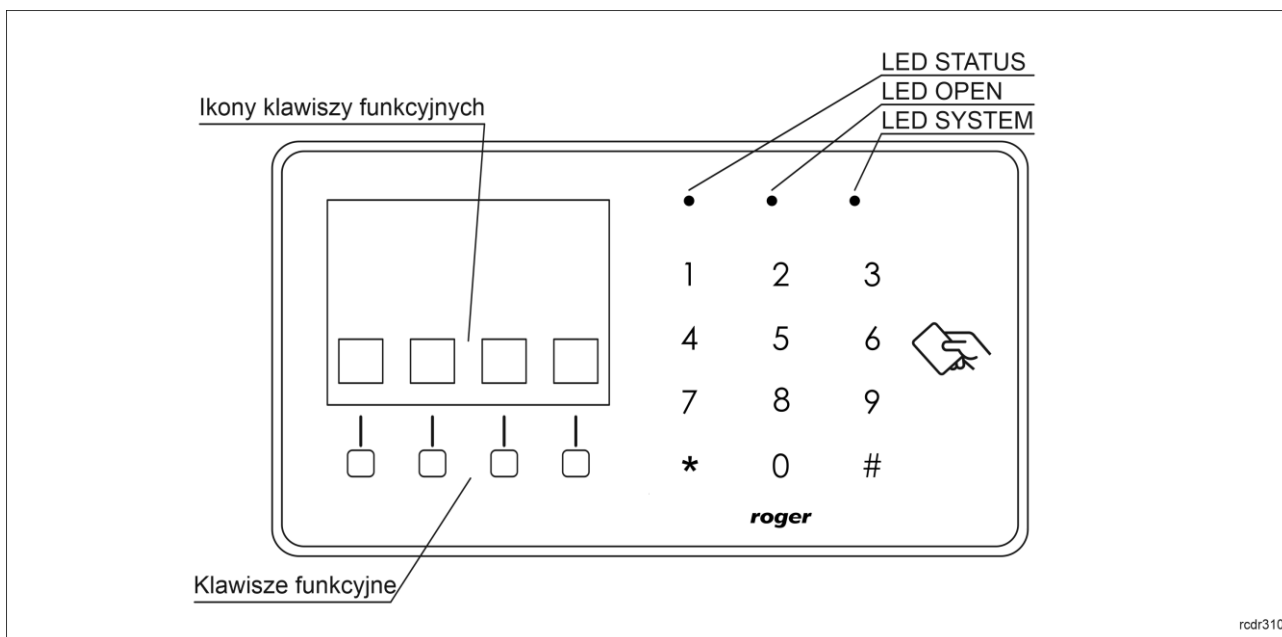 LED STATUS
LED OPEN
LED SYSTEM
Ikony klawiszy funkcyjnych
1 2 3
4 5 6
7 8 9
* 0 #
roger
Klawisze funkcyjne
rcdr310